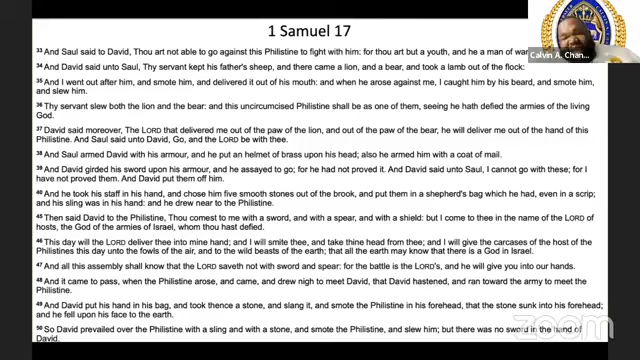 1 Samuel 17
33 And Saul said to David, Thou art not able to go against this Philistine to fight with him: for thou art but a youth, and he a man of war
34 And David said unto Saul, Thy servant kept his father's sheep, and there came a lion, and a bear, and took a lamb out of the flock:
35 And I went out after him, and smote him, and delivered it out of his mouth: and when he arose against me, I caught him by his beard, and smote him,
and slew him.
36 Thy servant slew both the lion and the bear: and this uncircumcised Philistine shall be as one of them, seeing he hath defied the armies of the living
God.
37 David said moreover, The LORD that delivered me out of the paw of the lion, and out of the paw of the bear, he will deliver me out of the hand of this
Philistine. And Saul said unto David, Go, and the LORD be with thee.
38 And Saul armed David with his armour, and he put an helmet of brass upon his head; also he armed him with a coat of mail.
39 And David girded his sword upon his armour, and he assayed to go; for he had not proved it. And David said unto Saul, I cannot go with these; for I
have not proved them. And David put them off him.
40 And he took his staff in his hand, and chose him five smooth stones out of the brook, and put them in a shepherd's bag which he had, even in a scrip;
and his sling was in his hand: and he drew near to the Philistine.
45 Then said David to the Philistine, Thou comest to me with a sword, and with a spear, and with a shield: but I come to thee in the name of the LORD of
hosts, the God of the armies of Israel, whom thou hast defied.
46 This day will the LORD deliver thee into mine hand; and I will smite thee, and take thine head from thee; and I will give the carcases of the host of the
Philistines this day unto the fowls of the air, and to the wild beasts of the earth; that all the earth may know that there is a God in Israel.
47 And all this assembly shall know that the LORD saveth not with sword and spear: for the battle is the LORD's, and he will give you into our hands.
48 And it came to pass, when the Philistine arose, and came, and drew nigh to meet David, that David hastened, and ran toward the army to meet the
Philistine.
49 And David put his hand in his bag, and took thence a stone, and slang it, and smote the Philistine in his forehead, that the stone sunk into his forehead;
and he fell upon his face to the earth.
50 So David prevailed over the Philistine with a sling and with a stone, and smote the Philistine, and slew him; but there was no sword in the hand of
David.
Calvin A. Chan...
zoom